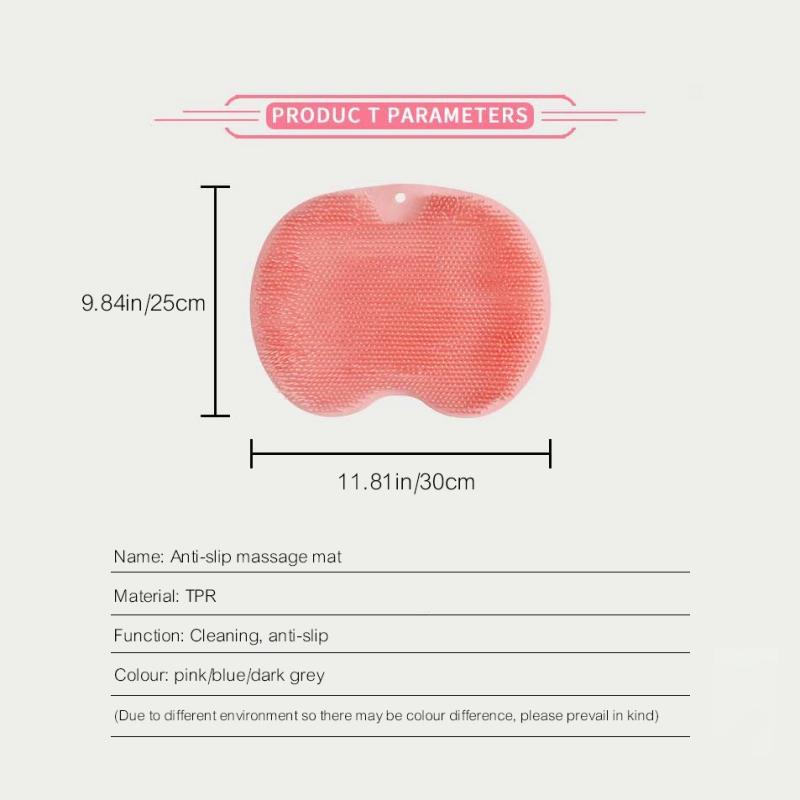 PRODUC T PARAMETERS
9.84in/25cm
11.81in/30cm
Name: Anti-slip massage mat
Material: TPR
Function: Cleaning, anti-slip
Colour: pink/blue/dark grey
(Due to different environment so there may be colour difference, please prevail in kind)